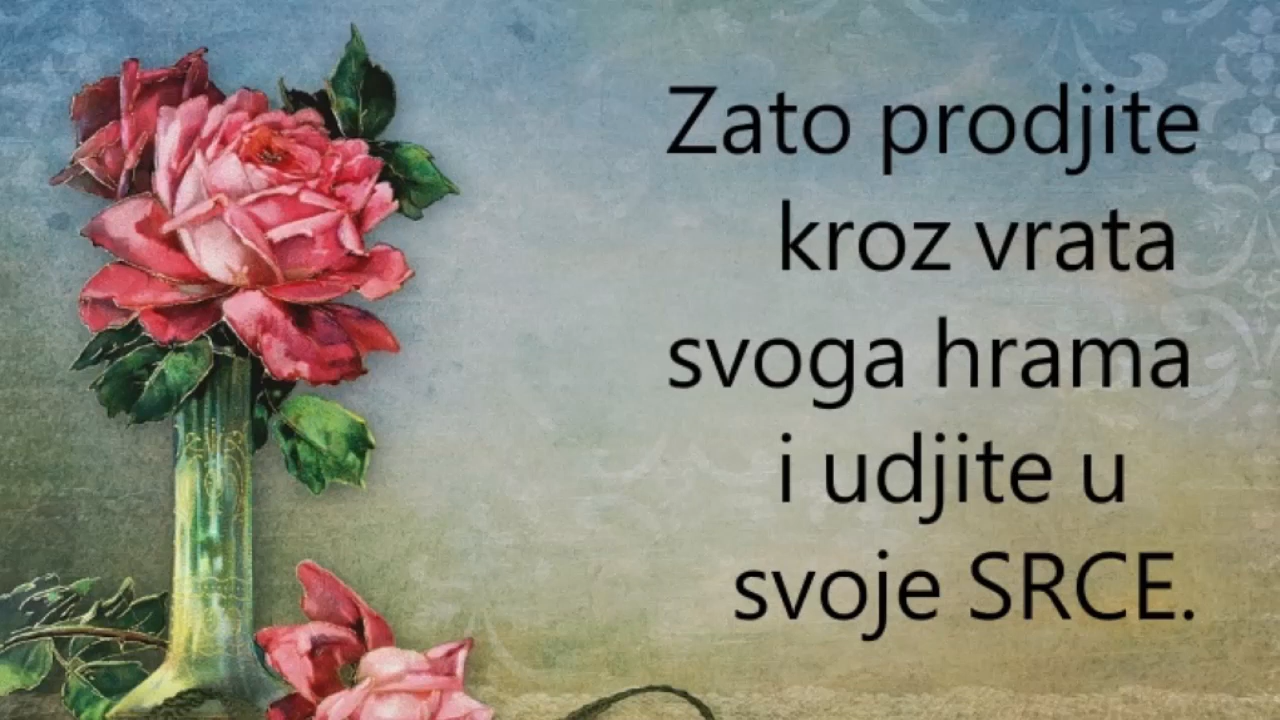 Zato prodjite
kroz vrata
svoga hrama
i udjite u
svoje SRCE.